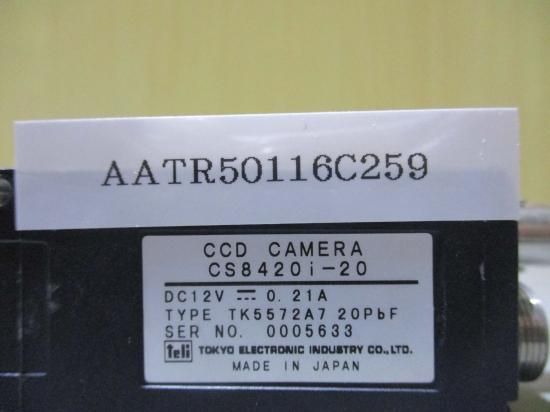 AATR50116C259
CCD CAMERA
CS8420i-20
DC12V ⎓ 0.21A
TYPE TK5572A7 20PbF
SER NO. 0005633
teli TOKYO ELECTRONIC INDUSTRY CO., LTD.
MADE IN JAPAN